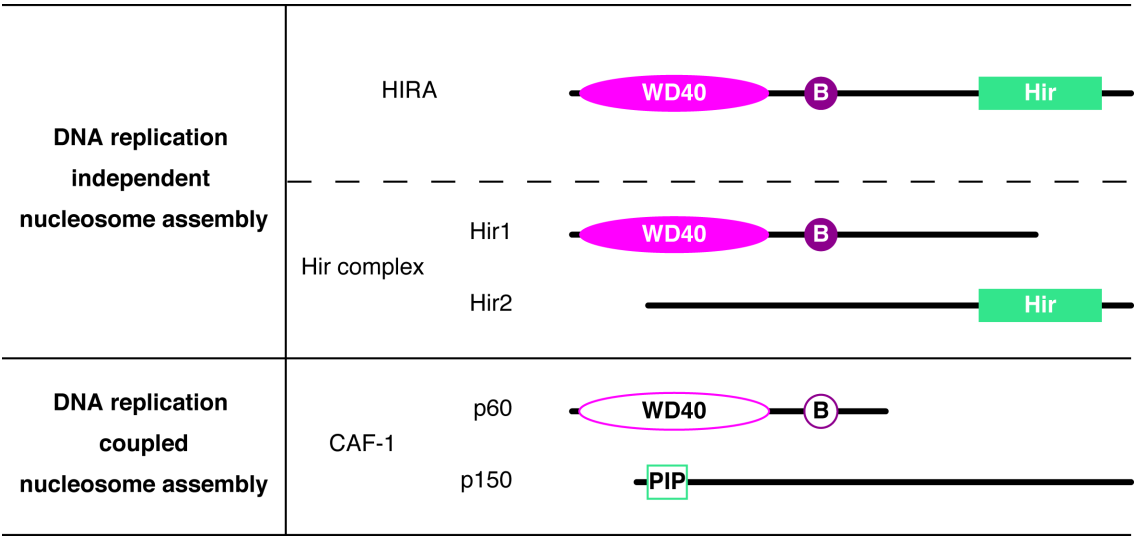 HIRA
WD40
B
Hir
DNA replication
independent
nucleosome assembly
Hir complex
Hir1
WD40
B
Hir2
Hir
DNA replication
coupled
nucleosome assembly
CAF-1
p60
WD40
B
p150
PIP